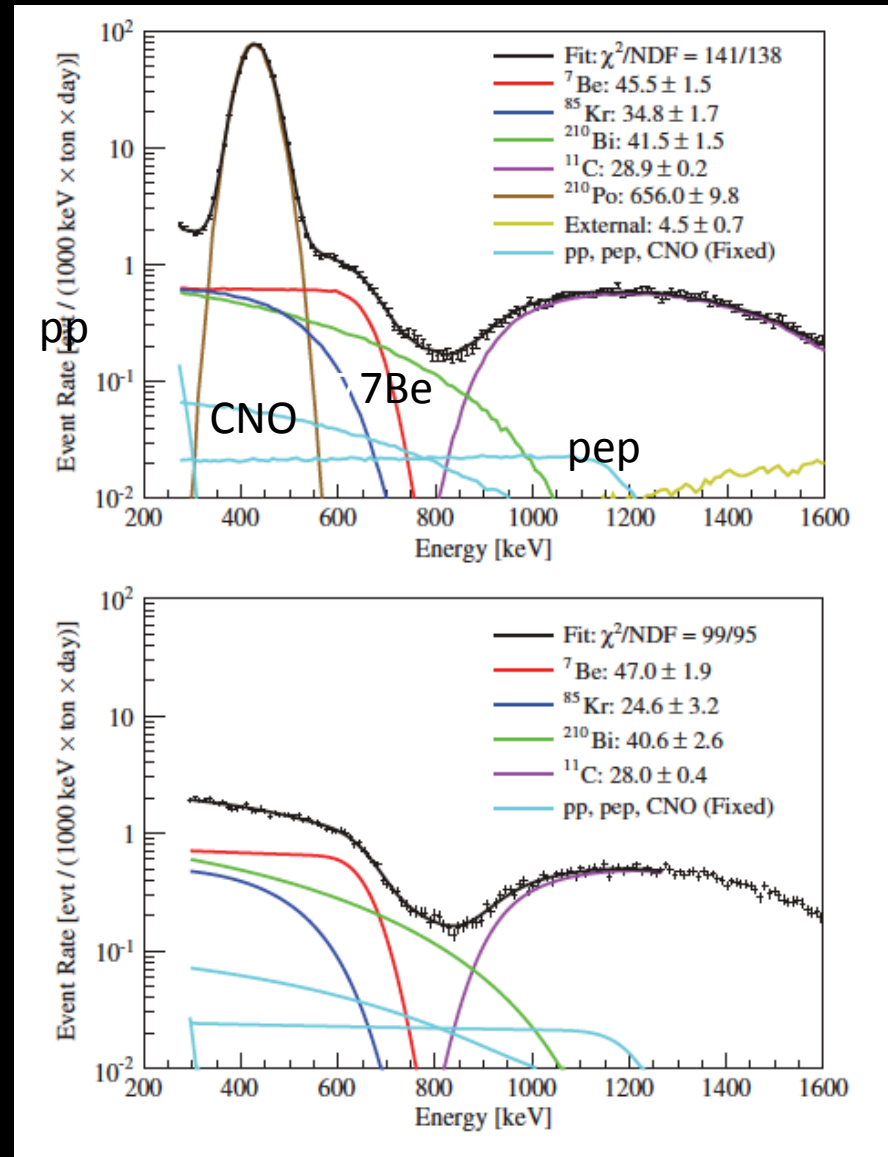 10²
10
1
10⁻¹
10⁻²
Event Rate [evt / (1000 keV × ton × day)]
pp
Fit: χ²/NDF = 141/138
⁷Be: 45.5 ± 1.5
⁸⁵Kr: 34.8 ± 1.7
²¹⁰Bi: 41.5 ± 1.5
¹¹C: 28.9 ± 0.2
²¹⁰Po: 656.0 ± 9.8
External: 4.5 ± 0.7
pp, pep, CNO (Fixed)
7Be
CNO
pep
200 400 600 800 1000 1200 1400 1600
Energy [keV]
10²
10
1
10⁻¹
10⁻²
Event Rate [evt / (1000 keV × ton × day)]
Fit: χ²/NDF = 99/95
⁷Be: 47.0 ± 1.9
⁸⁵Kr: 24.6 ± 3.2
²¹⁰Bi: 40.6 ± 2.6
¹¹C: 28.0 ± 0.4
pp, pep, CNO (Fixed)
200 400 600 800 1000 1200 1400 1600
Energy [keV]